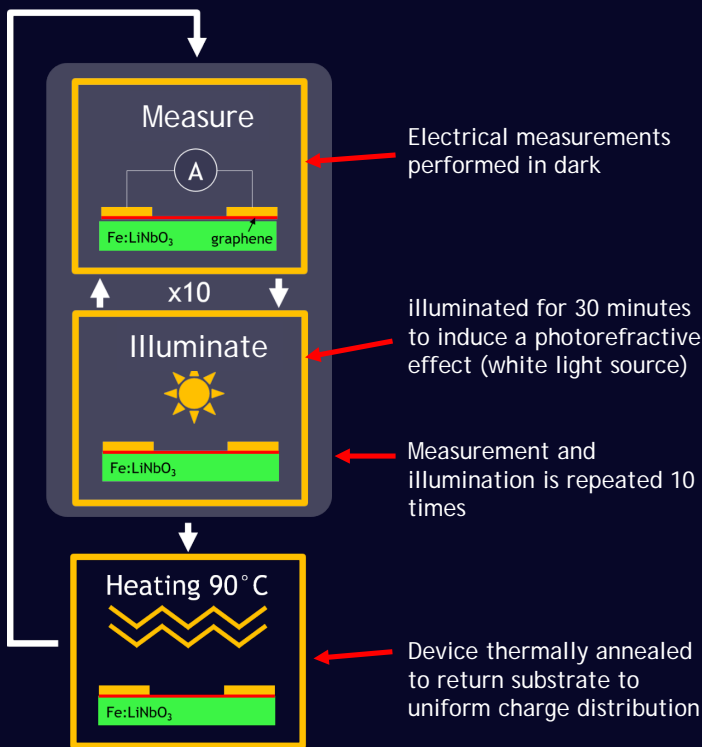 Measure
A
Fe:LiNbO₃
graphene
Electrical measurements
performed in dark
x10
Illuminate
Fe:LiNbO₃
illuminated for 30 minutes
to induce a photorefractive
effect (white light source)
Measurement and
illumination is repeated 10
times
Heating 90°C
Fe:LiNbO₃
Device thermally annealed
to return substrate to
uniform charge distribution